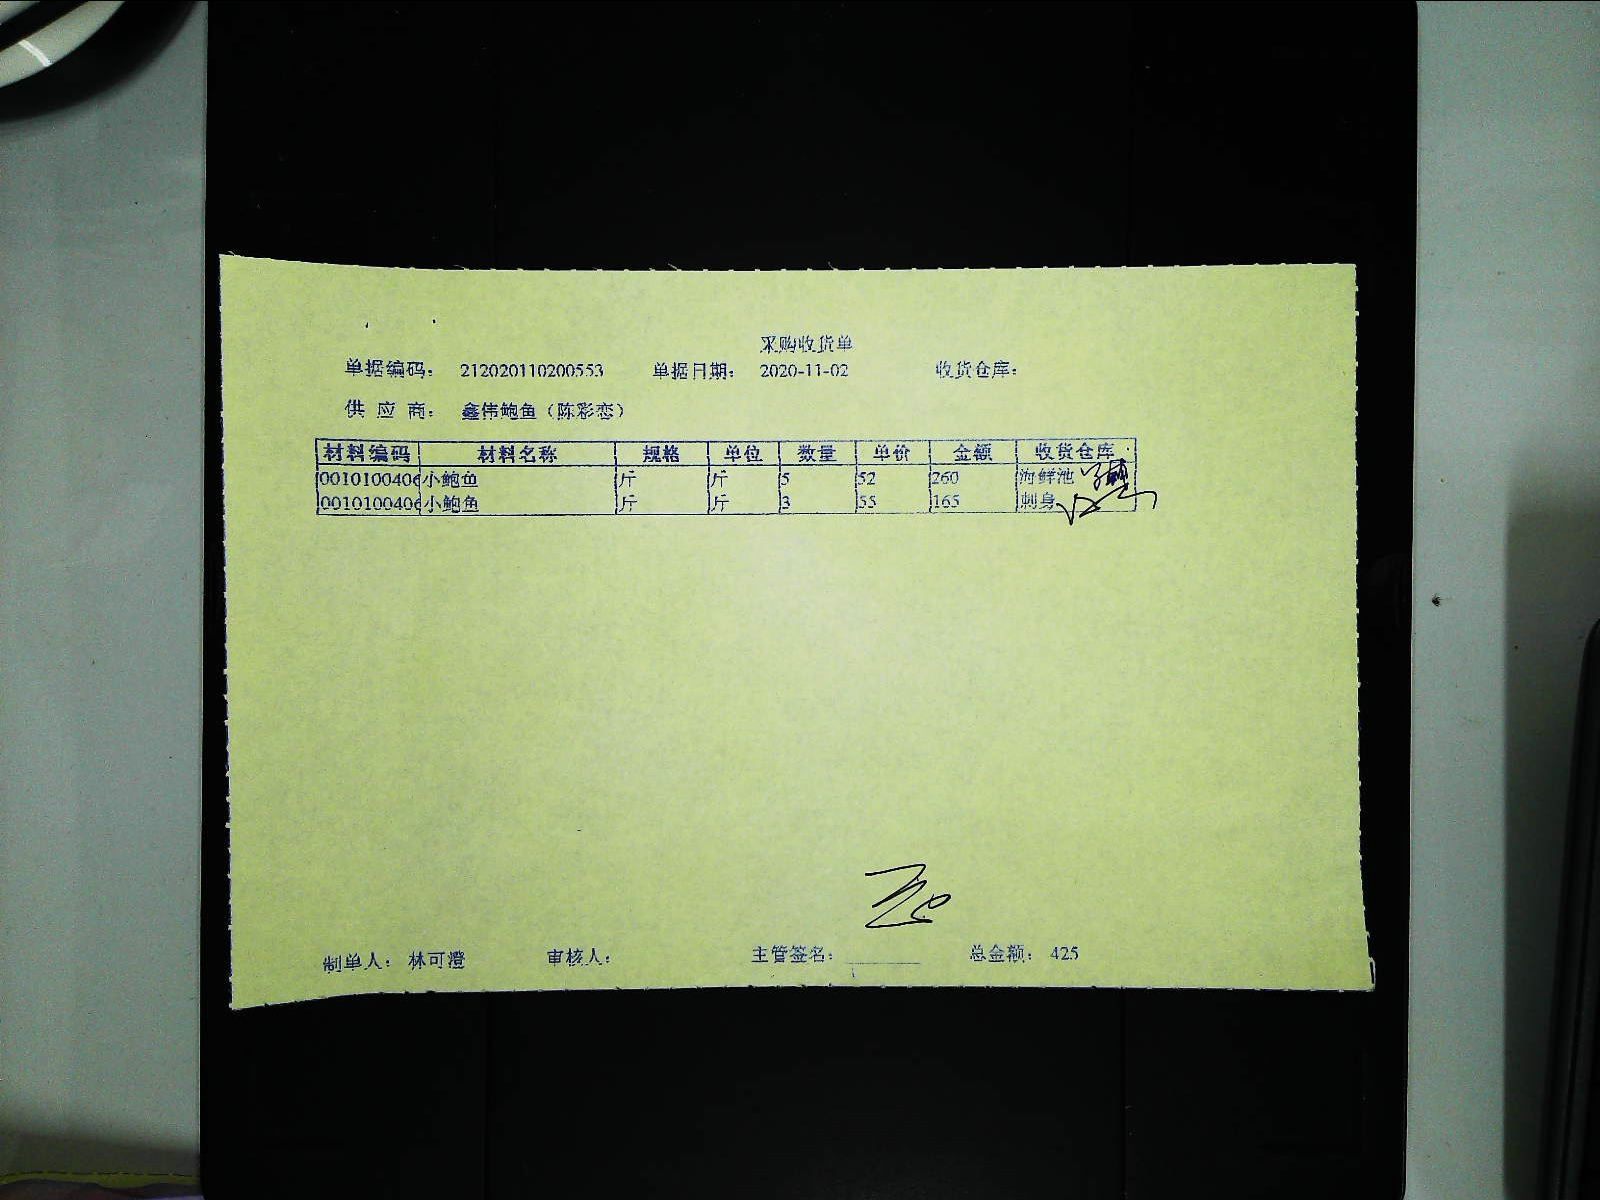 采购收货单
单据编码： 212020110200553 单据日期： 2020-11-02 收货仓库：
供 应 商： 鑫伟鲍鱼（陈彩恋）
材料编码 材料名称 规格 单位 数量 单价 金额 收货仓库
0010100406 小鲍鱼 斤 斤 5 52 260 海鲜池
0010100406 小鲍鱼 斤 斤 3 55 165 刺身
制单人： 林可澄 审核人： 主管签名： 总金额： 425